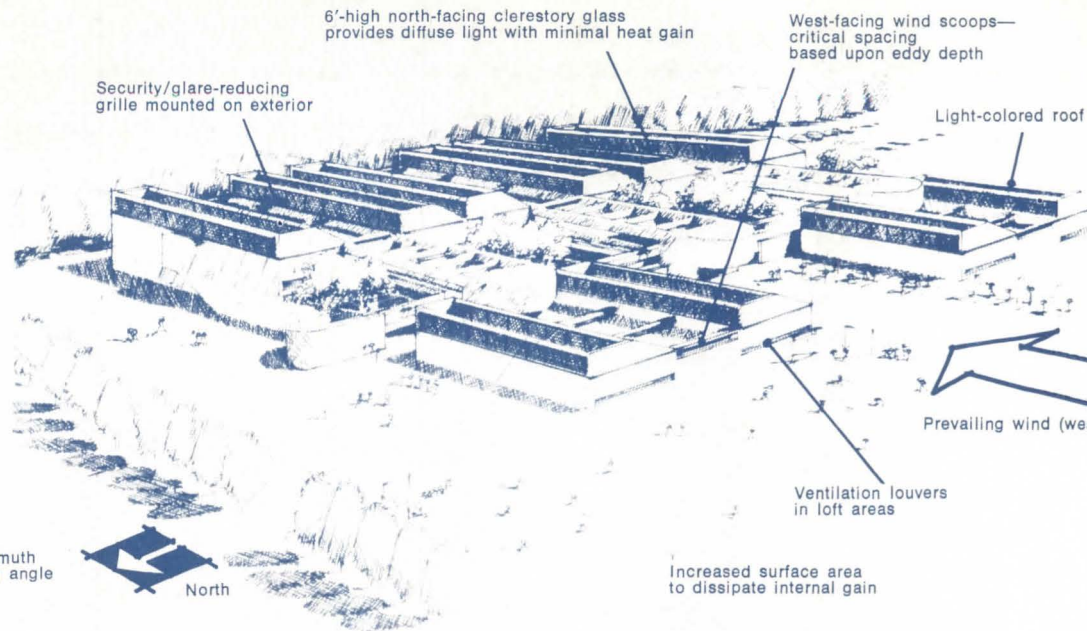 6′-high north-facing clerestory glass
provides diffuse light with minimal heat gain
West-facing wind scoops—
critical spacing
based upon eddy depth
Security/glare-reducing
grille mounted on exterior
Light-colored roof
Prevailing wind (we
Ventilation louvers
in loft areas
muth
angle
North
Increased surface area
to dissipate internal gain